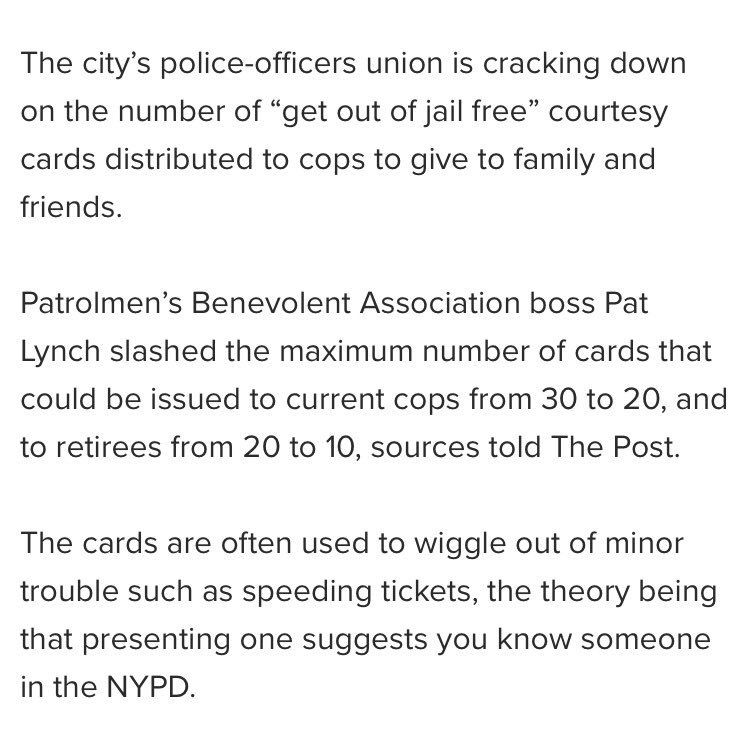 The city’s police-officers union is cracking down
on the number of “get out of jail free” courtesy
cards distributed to cops to give to family and
friends.
Patrolmen’s Benevolent Association boss Pat
Lynch slashed the maximum number of cards that
could be issued to current cops from 30 to 20, and
to retirees from 20 to 10, sources told The Post.
The cards are often used to wiggle out of minor
trouble such as speeding tickets, the theory being
that presenting one suggests you know someone
in the NYPD.